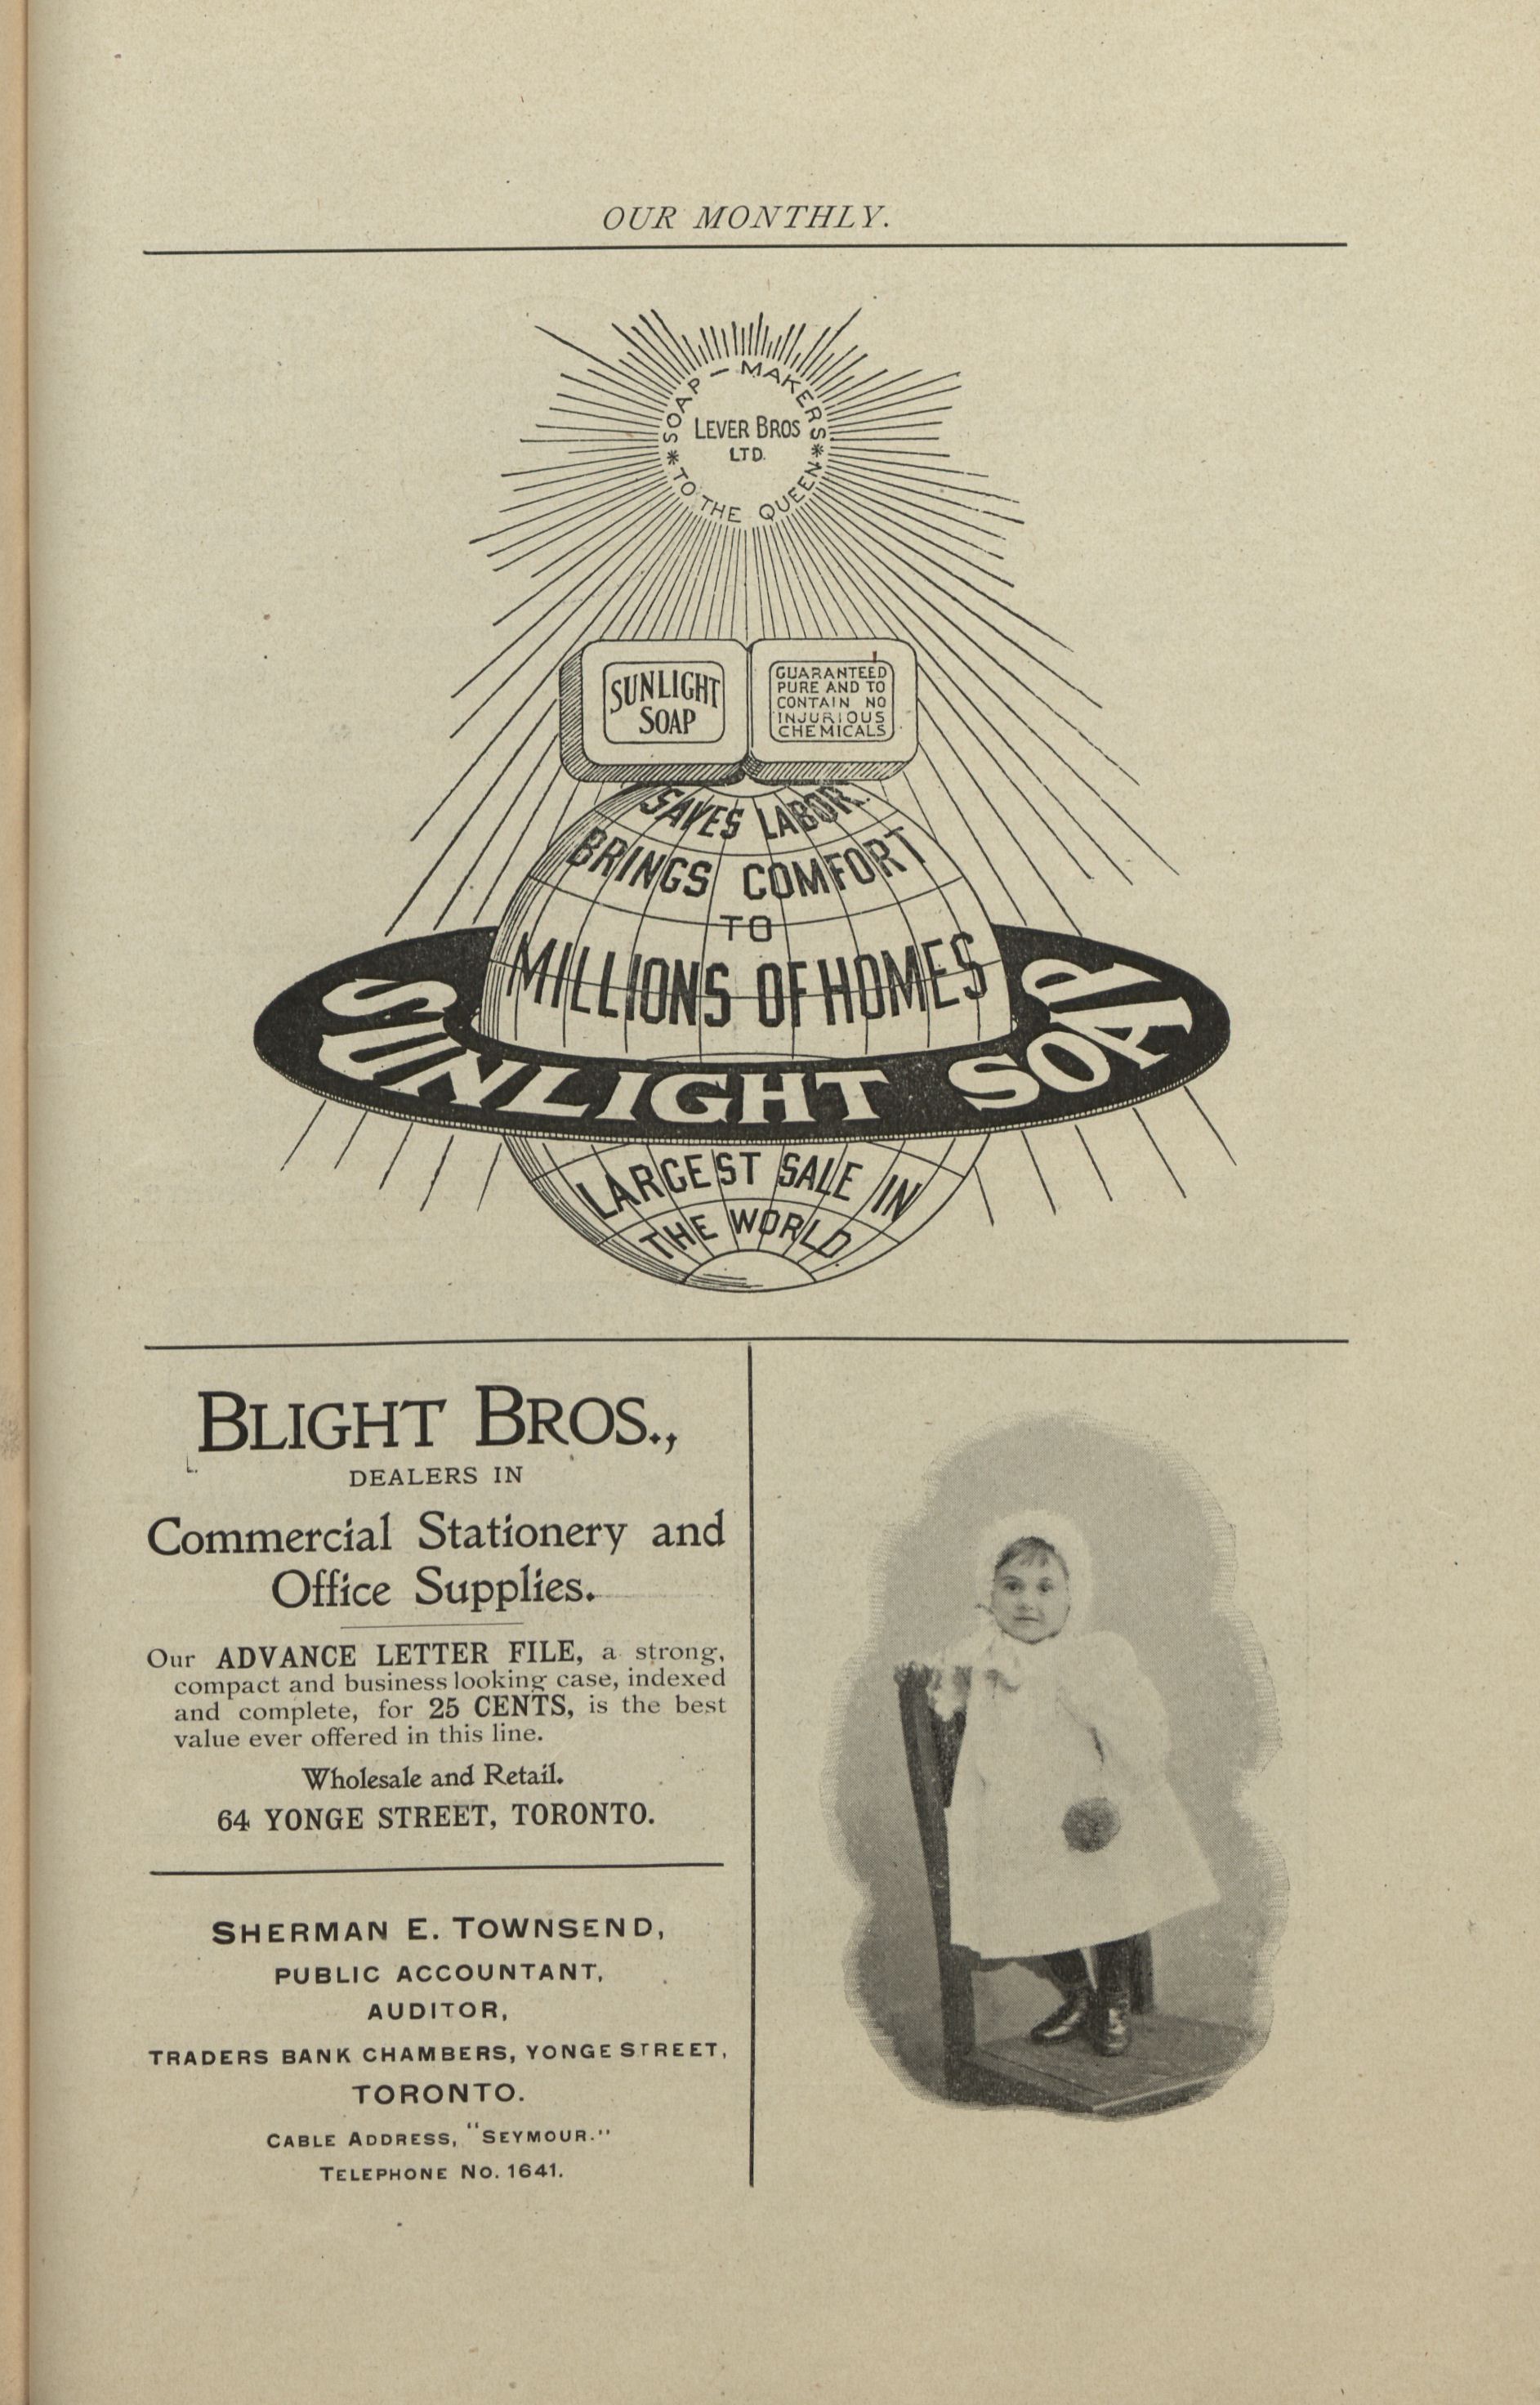 OUR MONTHLY.
SOAP-MAKERS
* TO THE QUEEN *
LEVER BROS
LTD.
SUNLIGHT
SOAP
GUARANTEED
PURE AND TO
CONTAIN NO
INJURIOUS
CHEMICALS
SAVES LABOR.
BRINGS COMFORT
TO
MILLIONS OF HOMES
SUNLIGHT SOAP
LARGEST SALE IN
THE WORLD
BLIGHT BROS.,
DEALERS IN
Commercial Stationery and
Office Supplies.
Our ADVANCE LETTER FILE, a strong,
compact and business looking case, indexed
and complete, for 25 CENTS, is the best
value ever offered in this line.
Wholesale and Retail.
64 YONGE STREET, TORONTO.
SHERMAN E. TOWNSEND,
PUBLIC ACCOUNTANT,
AUDITOR,
TRADERS BANK CHAMBERS, YONGE STREET,
TORONTO.
CABLE ADDRESS, "SEYMOUR."
TELEPHONE NO. 1641.